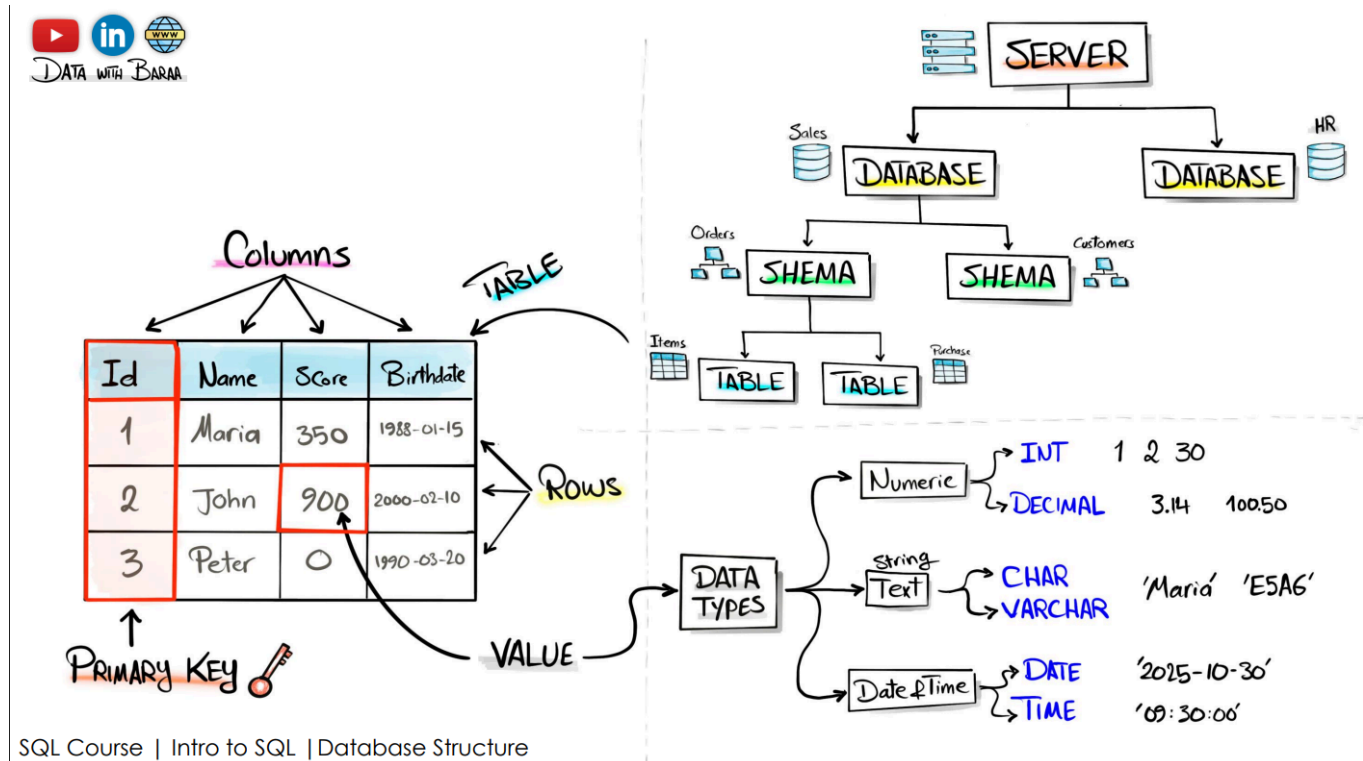 WWW
in
DATA WITH BARAA
Columns
TABLE
Id Name Score Birthdate
1 Maria 350 1988-01-15
2 John 900 2000-02-10
3 Peter 0 1990-03-20
ROWS
PRIMARY KEY
VALUE
SERVER
Sales
DATABASE
HR
DATABASE
Orders
SHEMA
Customers
SHEMA
Items
TABLE
Purchase
TABLE
DATA
TYPES
Numeric
INT 1 2 30
DECIMAL 3.14 100.50
String
Text
CHAR
VARCHAR
'Maria' 'E5A6'
Date & Time
DATE '2025-10-30'
TIME '09:30:00'
SQL Course | Intro to SQL |Database Structure